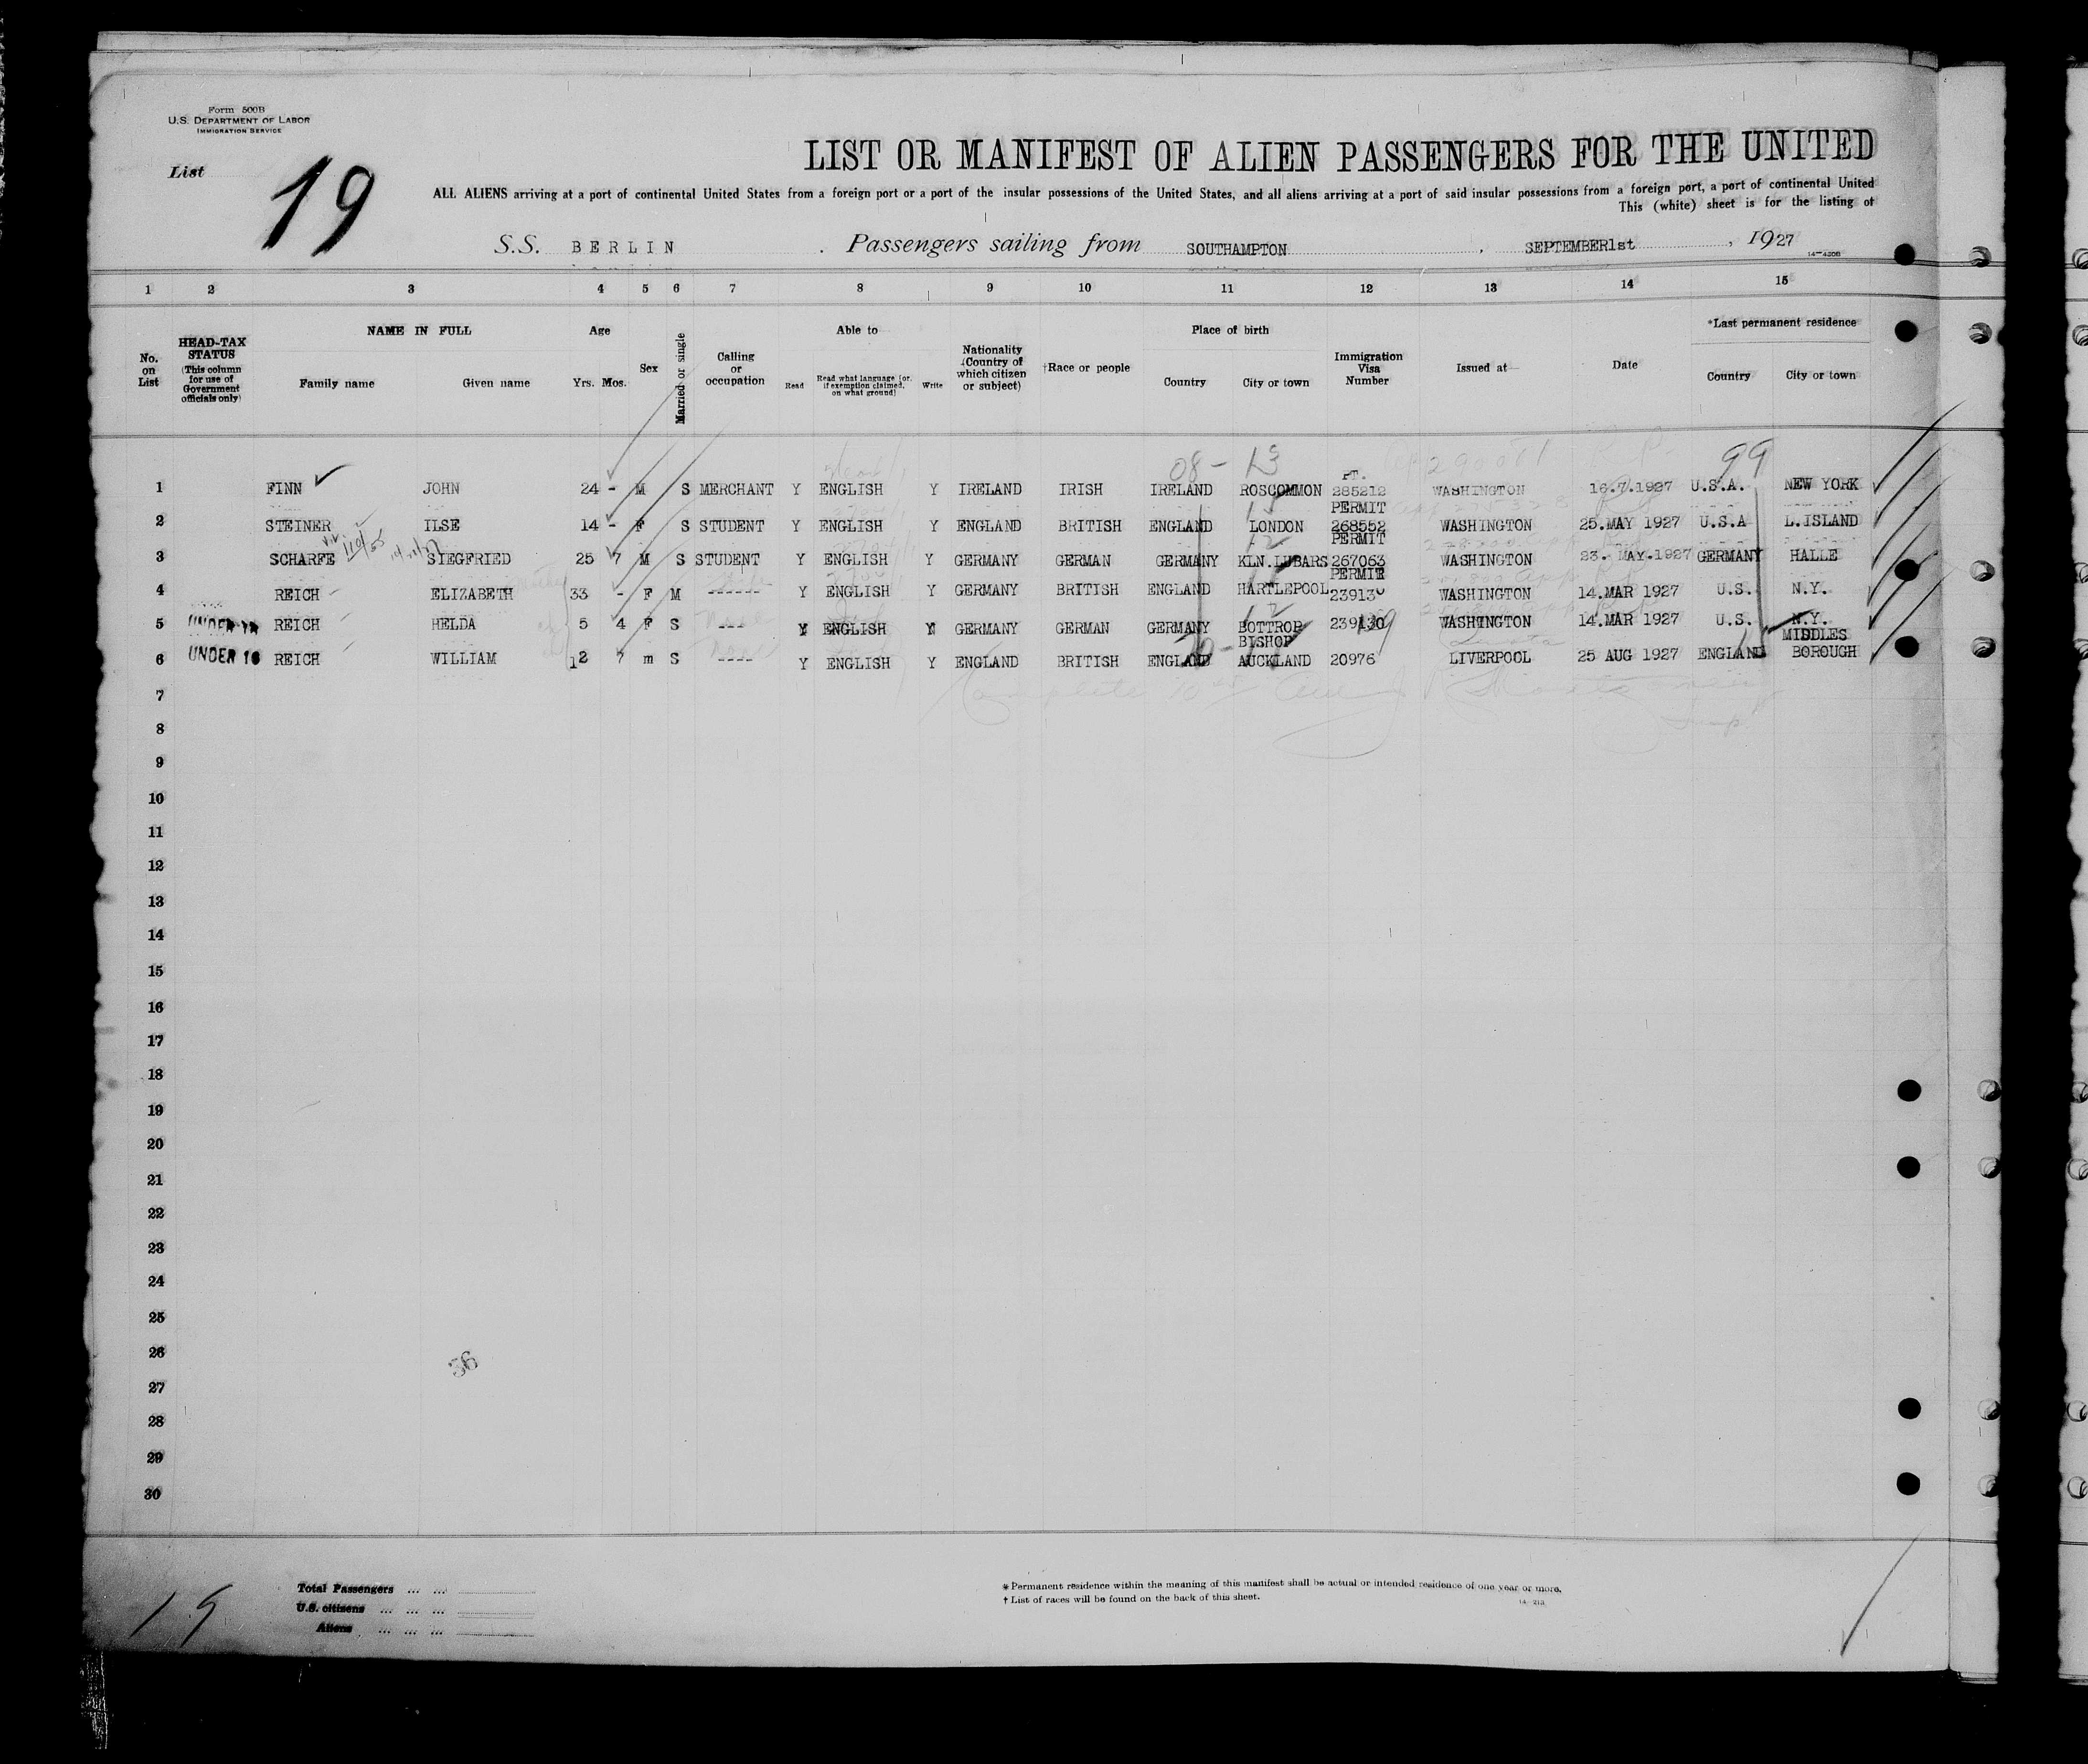 Form 500B
U.S. DEPARTMENT OF LABOR
IMMIGRATION SERVICE
List 19
LIST OR MANIFEST OF ALIEN PASSENGERS FOR THE UNITED
ALL ALIENS arriving at a port of continental United States from a foreign port or a port of the insular possessions of the United States, and all aliens arriving at a port of said insular possessions from a foreign port, a port of continental United
This (white) sheet is for the listing of
S.S. BERLIN . Passengers sailing from SOUTHAMPTON , SEPTEMBER1st , 1927
14-4208
1 2 3 4 5 6 7 8 9 10 11 12 13 14 15
No. on List
HEAD-TAX STATUS (This column for use of Government officials only)
NAME IN FULL
Family name Given name
Age
Yrs. Mos.
Sex
Married or single
Calling or occupation
Able to
Read Read what language [or, if exemption claimed, on what ground] Write
Nationality (Country of which citizen or subject)
†Race or people
Place of birth
Country City or town
Immigration Visa Number
Issued at
Date
*Last permanent residence
Country City or town
08- 13 99
PT.
1 FINN JOHN 24 - M S MERCHANT Y ENGLISH Y IRELAND IRISH IRELAND ROSCOMMON 285212 WASHINGTON 16.7.1927 U.S.A. NEW YORK
PERMIT
2 STEINER ILSE 14 - F S STUDENT Y ENGLISH Y ENGLAND BRITISH ENGLAND LONDON 268552 WASHINGTON 25.MAY 1927 U.S.A L.ISLAND
PERMIT
3 SCHARFE SIEGFRIED 25 7 M S STUDENT Y ENGLISH Y GERMANY GERMAN GERMANY KLN.LUBARS 267063 WASHINGTON 23. MAY.1927 GERMANY HALLE
PERMIT
4 REICH ELIZABETH 33 - F M ------ Y ENGLISH Y GERMANY BRITISH ENGLAND HARTLEPOOL 239130 WASHINGTON 14.MAR 1927 U.S. N.Y.
5 REICH HELDA 5 4 F S --- Y ENGLISH N GERMANY GERMAN GERMANY BOTTROP 239130 WASHINGTON 14.MAR 1927 U.S. N.Y.
BISHOP MIDDLES
6 UNDER 16 REICH WILLIAM 12 7 m S ---- Y ENGLISH Y ENGLAND BRITISH ENGLAND AUCKLAND 20976 LIVERPOOL 25 AUG 1927 ENGLAND BOROUGH
7
8
9
10
11
12
13
14
15
16
17
18
19
20
21
22
23
24
25
26
36
27
28
29
30
Total Passengers ... ...
U.S. citizens ... ... ...
Aliens ... ... ...
19
* Permanent residence within the meaning of this manifest shall be actual or intended residence of one year or more.
† List of races will be found on the back of this sheet.
14-213